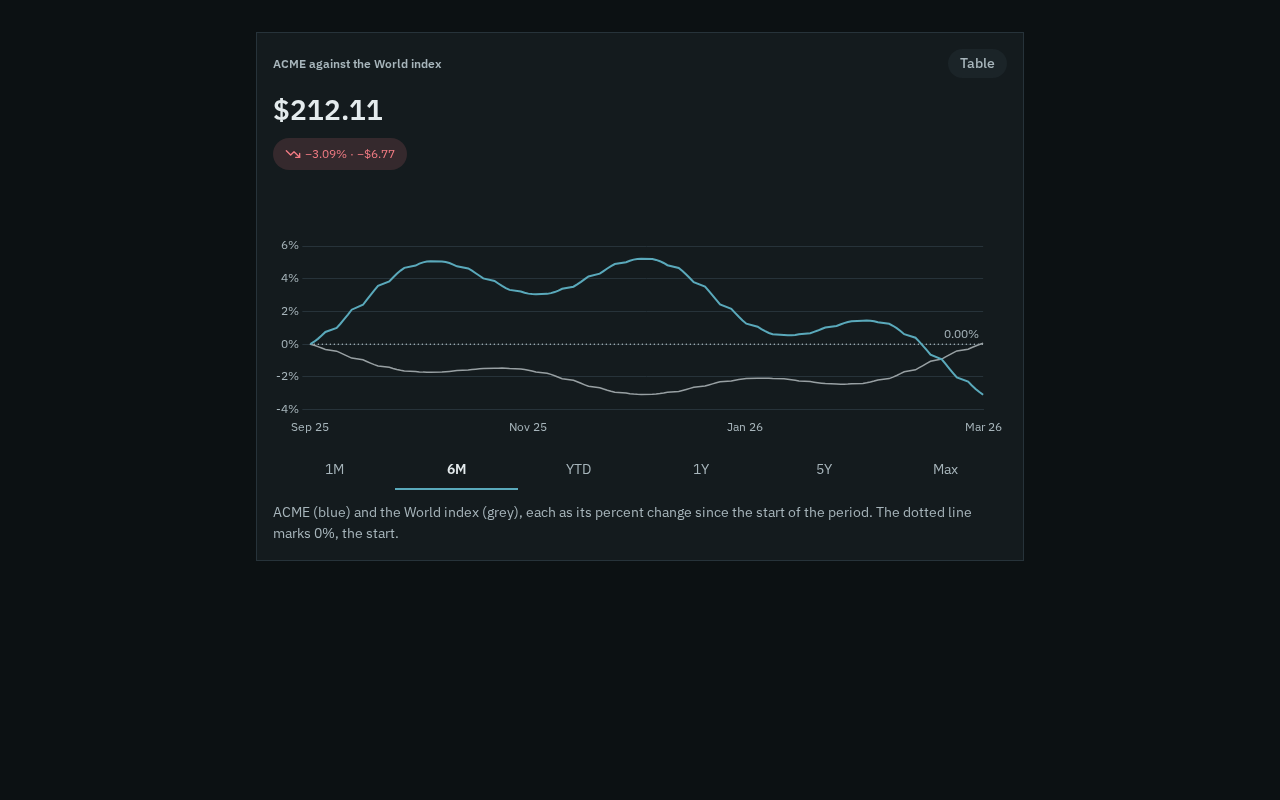 ACME against the World index
Table
$212.11
−3.09% · −$6.77
6%
4%
2%
0.00%
0%
-2%
-4%
Sep 25 Nov 25 Jan 26 Mar 26
1M 6M YTD 1Y 5Y Max
ACME (blue) and the World index (grey), each as its percent change since the start of the period. The dotted line
marks 0%, the start.